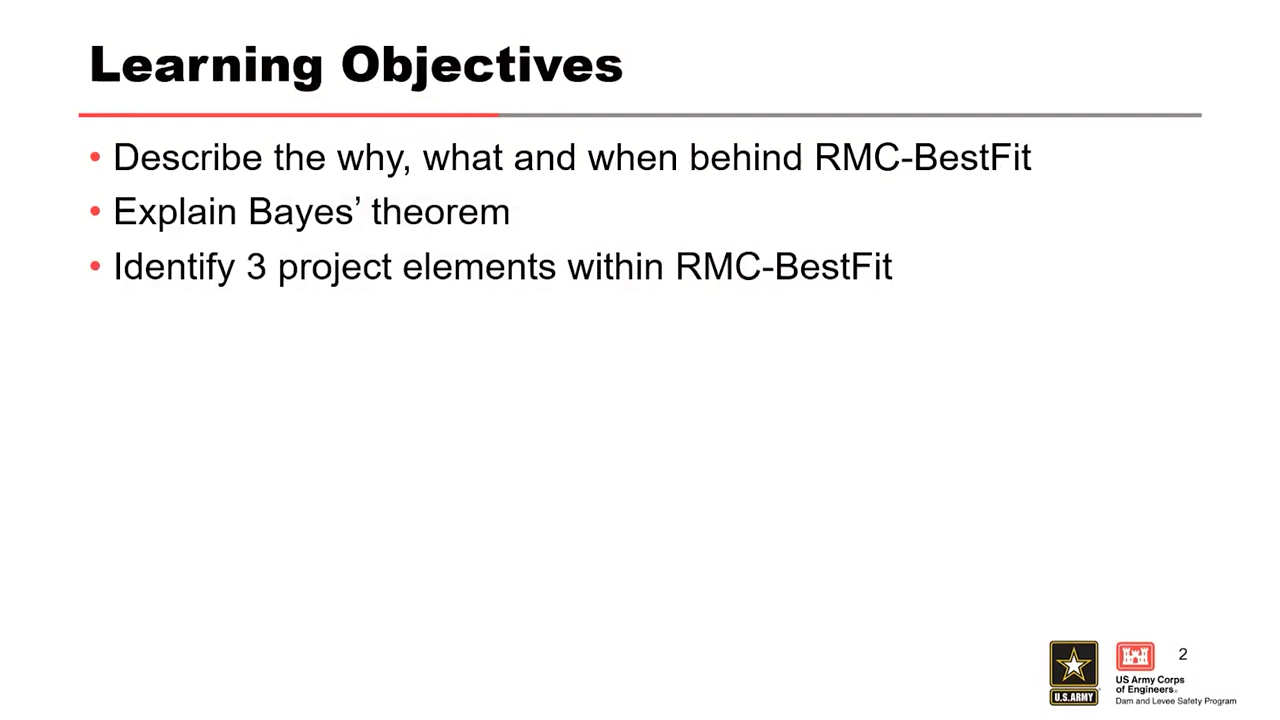 Learning Objectives
• Describe the why, what and when behind RMC-BestFit
• Explain Bayes’ theorem
• Identify 3 project elements within RMC-BestFit
2
U.S. ARMY
US Army Corps
of Engineers®
Dam and Levee Safety Program